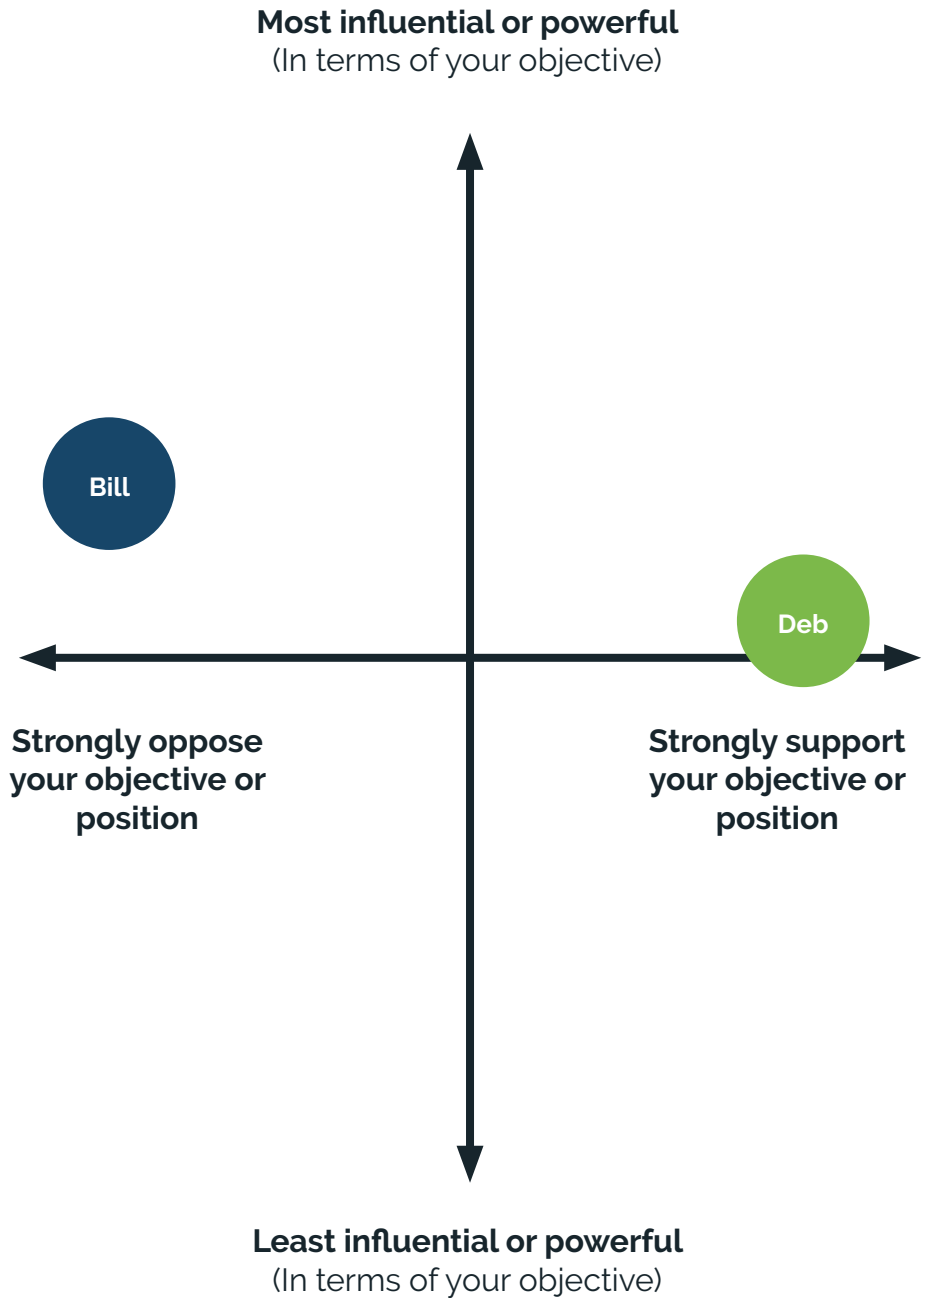 Most influential or powerful
(In terms of your objective)
Bill
Deb
Strongly oppose
your objective or
position
Strongly support
your objective or
position
Least influential or powerful
(In terms of your objective)